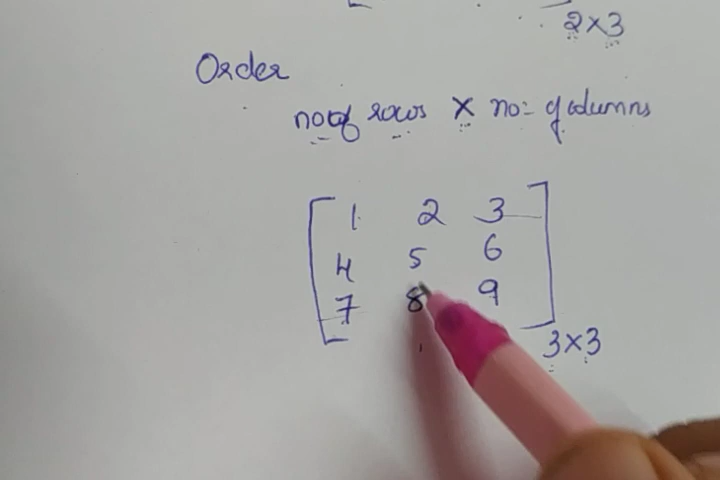 2×3
Order
no of rows × no= of columns
1 2 3
4 5 6
7 8 9
3×3